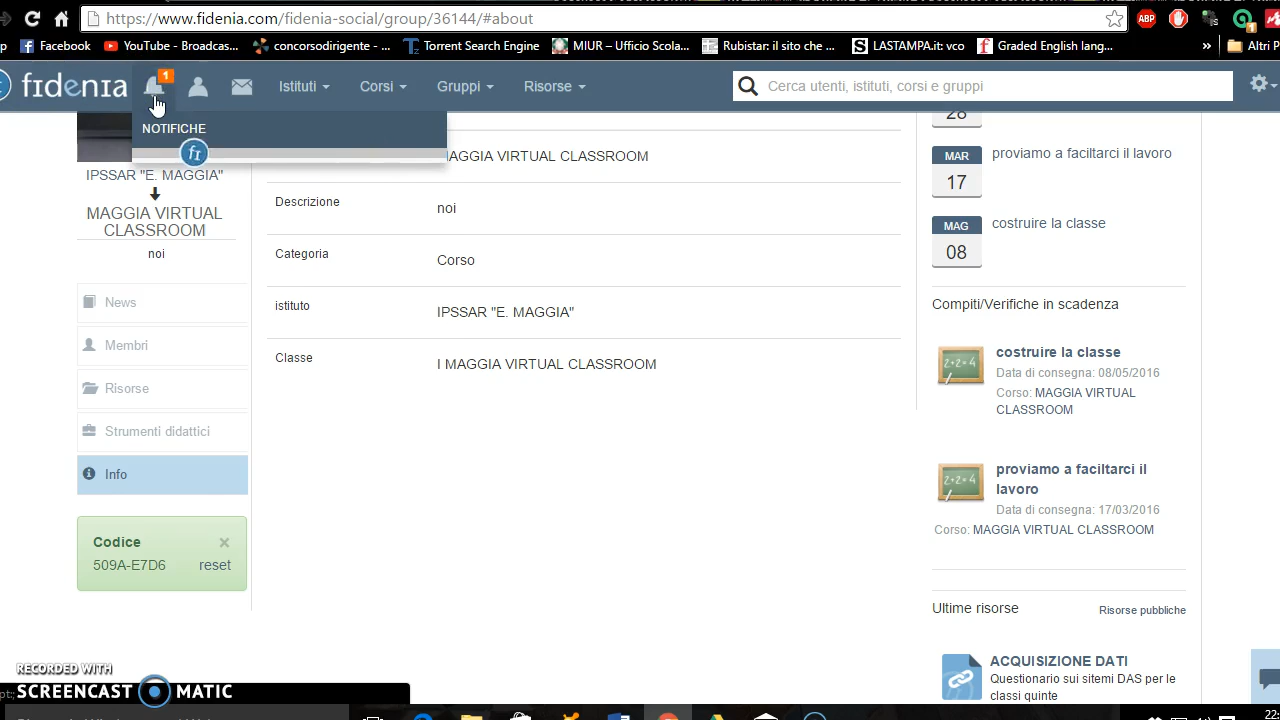 https://www.fidenia.com/fidenia-social/group/36144/#about
Facebook YouTube - Broadcas... concorsodirigente - ... Torrent Search Engine MIUR – Ufficio Scola... Rubistar: il sito che ... LASTAMPA.it: vco Graded English lang... » Altri P
fidenia 1 Istituti Corsi Gruppi Risorse Cerca utenti, istituti, corsi e gruppi
NOTIFICHE
IPSSAR "E. MAGGIA"
MAGGIA VIRTUAL
CLASSROOM
noi
News
Membri
Risorse
Strumenti didattici
Info
Codice ×
509A-E7D6 reset
MAGGIA VIRTUAL CLASSROOM
Descrizione noi
Categoria Corso
istituto IPSSAR "E. MAGGIA"
Classe I MAGGIA VIRTUAL CLASSROOM
28
MAR
17
proviamo a faciltarci il lavoro
MAG
08
costruire la classe
Compiti/Verifiche in scadenza
costruire la classe
Data di consegna: 08/05/2016
Corso: MAGGIA VIRTUAL
CLASSROOM
proviamo a faciltarci il
lavoro
Data di consegna: 17/03/2016
Corso: MAGGIA VIRTUAL CLASSROOM
Ultime risorse Risorse pubbliche
ACQUISIZIONE DATI
Questionario sui sitemi DAS per le
classi quinte
RECORDED WITH
SCREENCAST MATIC